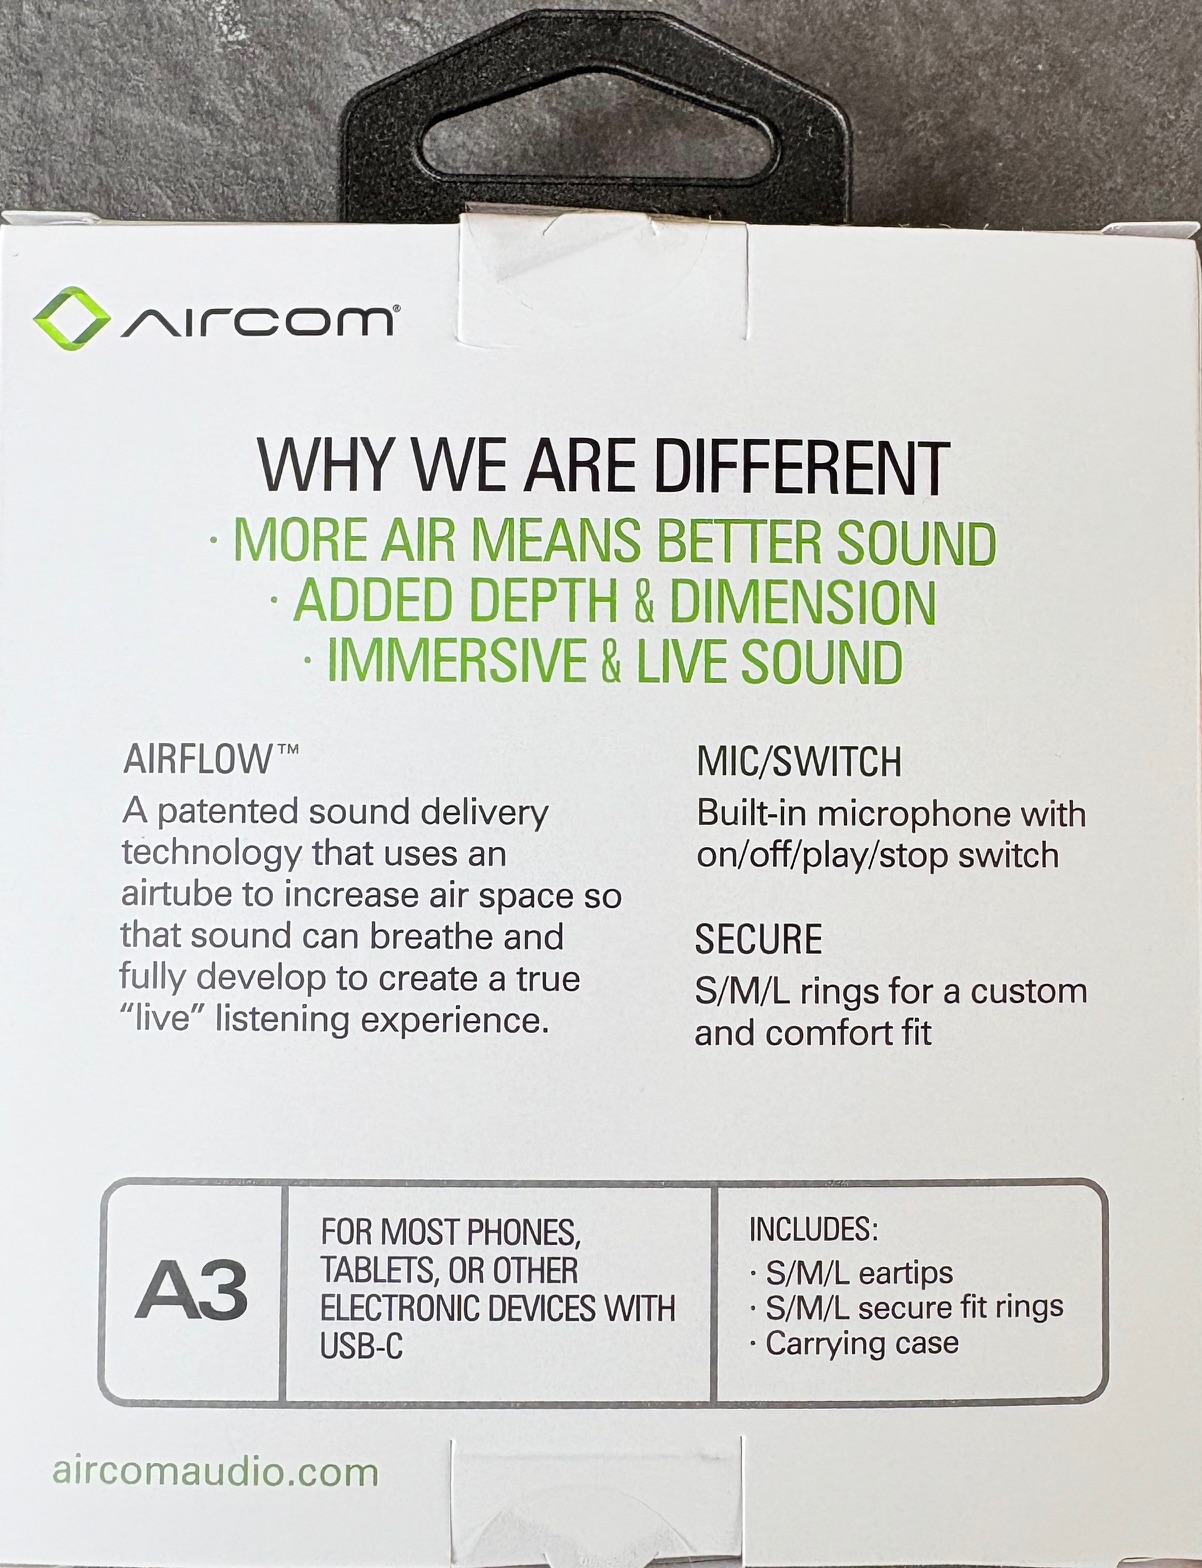 AIRCOM®
WHY WE ARE DIFFERENT
· MORE AIR MEANS BETTER SOUND
· ADDED DEPTH & DIMENSION
· IMMERSIVE & LIVE SOUND
AIRFLOW™
A patented sound delivery
technology that uses an
airtube to increase air space so
that sound can breathe and
fully develop to create a true
“live” listening experience.
MIC/SWITCH
Built-in microphone with
on/off/play/stop switch
SECURE
S/M/L rings for a custom
and comfort fit
A3
FOR MOST PHONES,
TABLETS, OR OTHER
ELECTRONIC DEVICES WITH
USB-C
INCLUDES:
· S/M/L eartips
· S/M/L secure fit rings
· Carrying case
aircomaudio.com